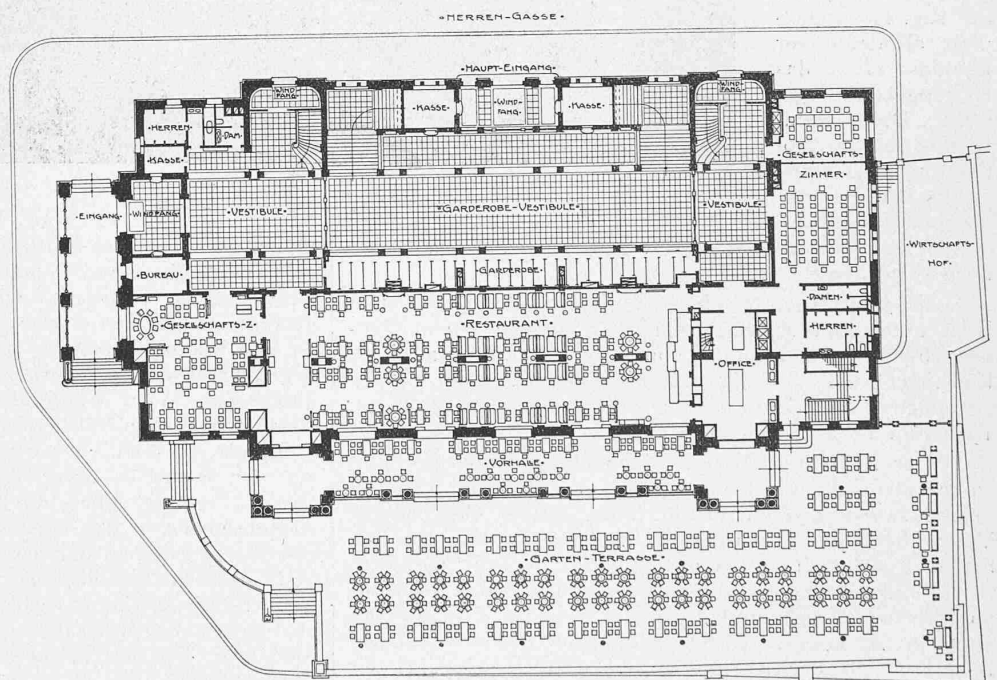 •HERREN-GASSE•
•HAUPT-EINGANG•
WIND-
FANG
•KASSE•
•WIND-
FANG•
•KASSE•
WIND-
FANG
•HERREN•
•DAM•
•KASSE•
•GESELLSCHAFTS-
ZIMMER•
•EINGANG•
•WINDFANG•
•VESTIBULE•
•GARDEROBE-VESTIBULE•
•VESTIBULE•
•WIRTSCHAFTS-
HOF•
•BUREAU•
•GARDEROBE•
•DAMEN•
•HERREN•
•GESELLSCHAFTS-Z•
•RESTAURANT•
•OFFICE•
•VORHALLE•
•GARTEN-TERRASSE•